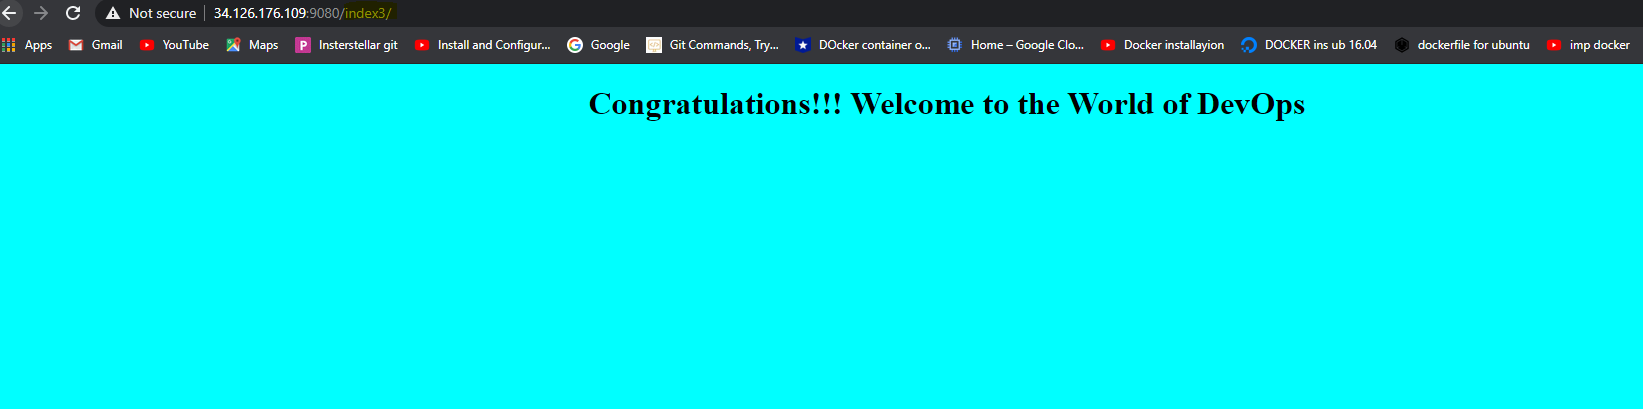 Not secure | 34.126.176.109:9080/index3/
Apps Gmail YouTube Maps Insterstellar git Install and Configur... Google Git Commands, Try... DOcker container o... Home – Google Clo... Docker installayion DOCKER ins ub 16.04 dockerfile for ubuntu imp docker
Congratulations!!! Welcome to the World of DevOps